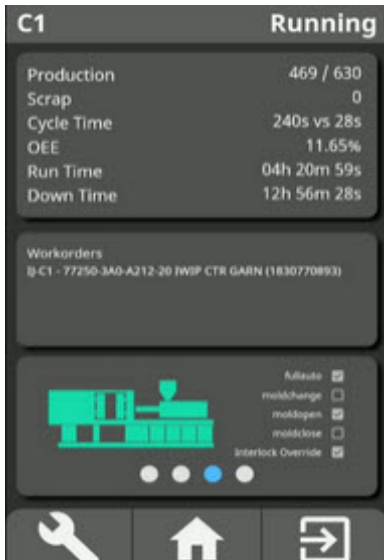 C1 Running
Production 469 / 630
Scrap 0
Cycle Time 240s vs 28s
OEE 11.65%
Run Time 04h 20m 59s
Down Time 12h 56m 28s
Workorders
IJ-C1 - 77250-3A0-A212-20 IWIP CTR GARN (1830770893)
fullauto
moldchange
moldopen
moldclose
Interlock Override